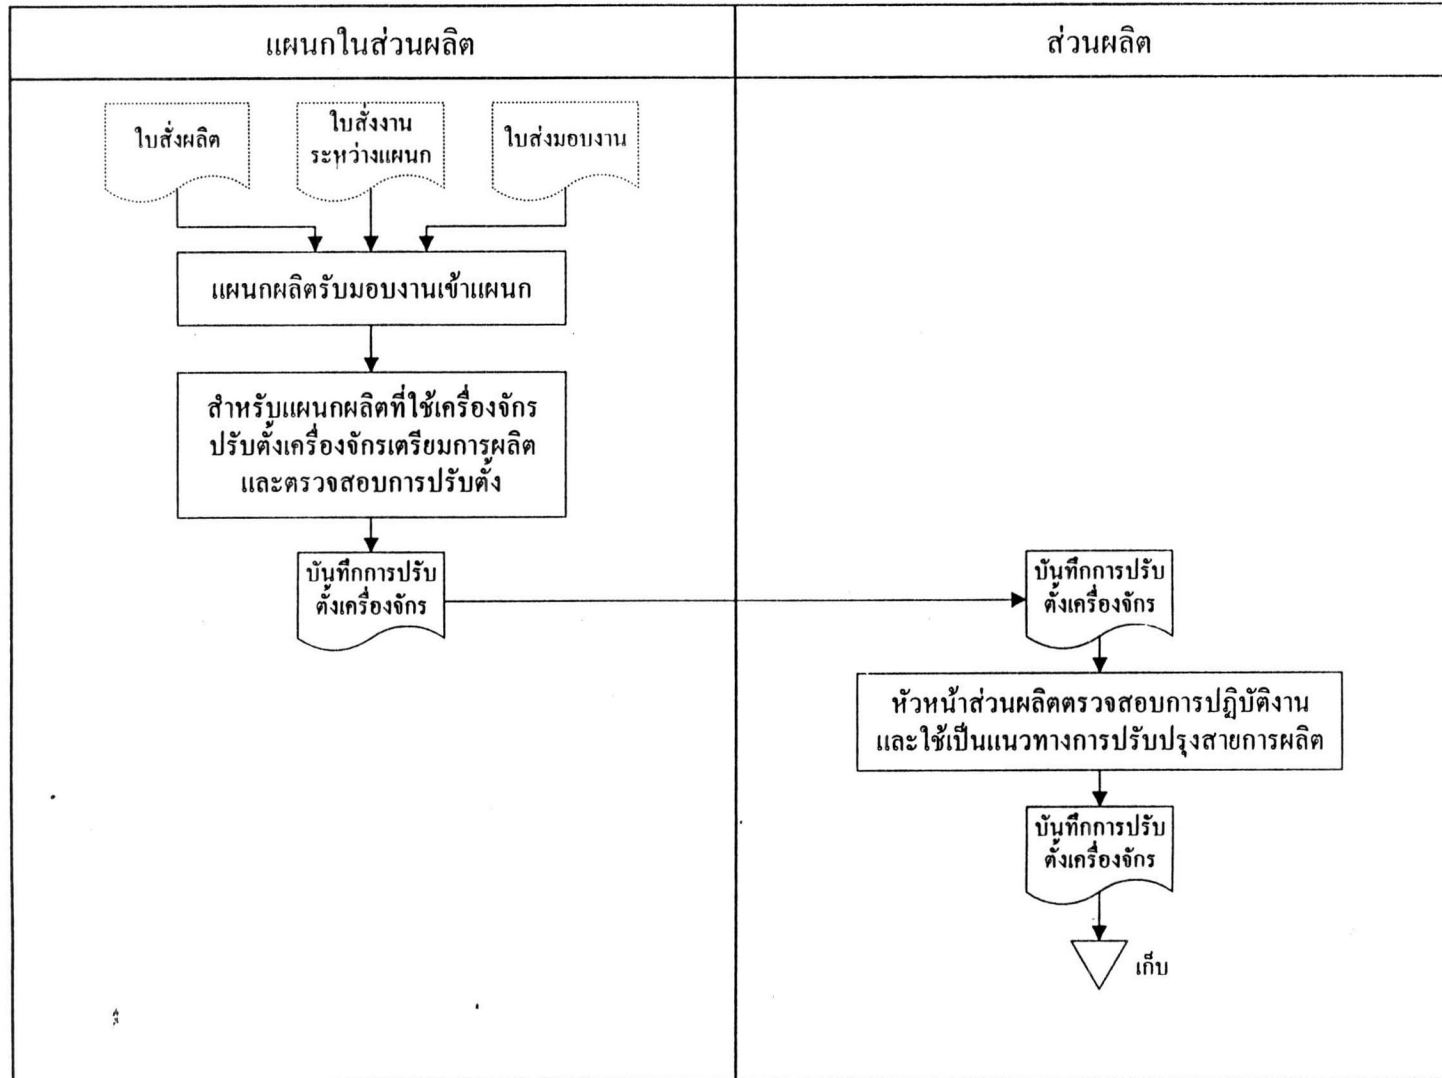 แผนกในส่วนผลิต
ส่วนผลิต
ใบสั่งผลิต
ใบสั่งงาน
ระหว่างแผนก
ใบส่งมอบงาน
แผนกผลิตรับมอบงานเข้าแผนก
สำหรับแผนกผลิตที่ใช้เครื่องจักร
ปรับตั้งเครื่องจักรเตรียมการผลิต
และตรวจสอบการปรับตั้ง
บันทึกการปรับ
ตั้งเครื่องจักร
บันทึกการปรับ
ตั้งเครื่องจักร
หัวหน้าส่วนผลิตตรวจสอบการปฏิบัติงาน
และใช้เป็นแนวทางการปรับปรุงสายการผลิต
บันทึกการปรับ
ตั้งเครื่องจักร
เก็บ